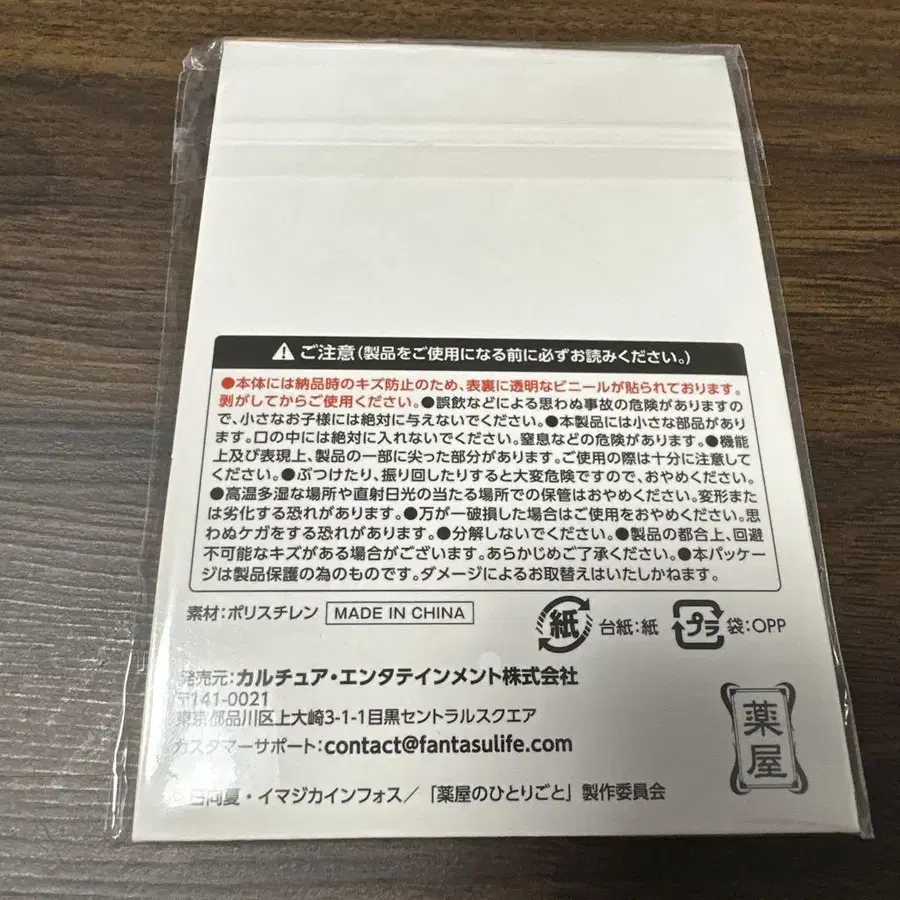 ご注意(製品をご使用になる前に必ずお読みください。)
●本体には納品時のキズ防止のため、表裏に透明なビニールが貼られております。
剥がしてからご使用ください。●誤飲などによる思わぬ事故の危険がありますの
で、小さなお子様には絶対に与えないでください。●本製品には小さな部品があり
ます。口の中には絶対に入れないでください。窒息などの危険があります。●機能
上及び表現上、製品の一部に尖った部分があります。ご使用の際は十分に注意して
ください。●ぶつけたり、振り回したりすると大変危険ですので、おやめください。
●高温多湿な場所や直射日光の当たる場所での保管はおやめください。変形また
は劣化する恐れがあります。●万が一破損した場合はご使用をおやめください。思
わぬケガをする恐れがあります。●分解しないでください。●製品の都合上、回避
不可能なキズがある場合がございます。あらかじめご了承ください。●本パッケー
ジは製品保護の為のものです。ダメージによるお取替えはいたしかねます。
素材:ポリスチレン MADE IN CHINA 紙 台紙:紙 プラ 袋:OPP
発売元:カルチュア・エンタテインメント株式会社
〒141-0021
東京都品川区上大崎3-1-1目黒セントラルスクエア
カスタマーサポート:contact@fantasulife.com
薬屋
©日向夏・イマジカインフォス/「薬屋のひとりごと」製作委員会